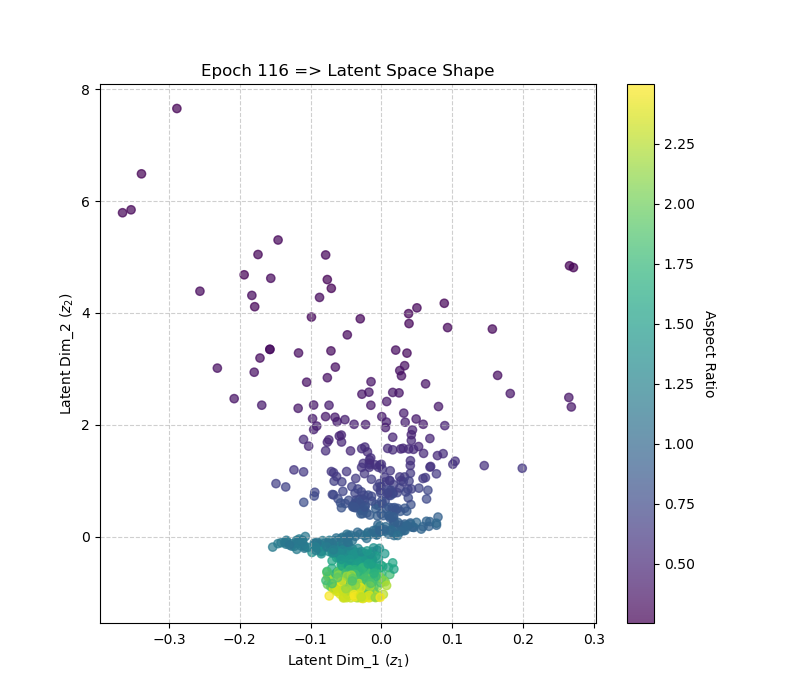 Epoch 116 => Latent Space Shape
8
6
4
2
0
Latent Dim_2 (z₂)
−0.3 −0.2 −0.1 0.0 0.1 0.2 0.3
Latent Dim_1 (z₁)
2.25
2.00
1.75
1.50
1.25
1.00
0.75
0.50
Aspect Ratio